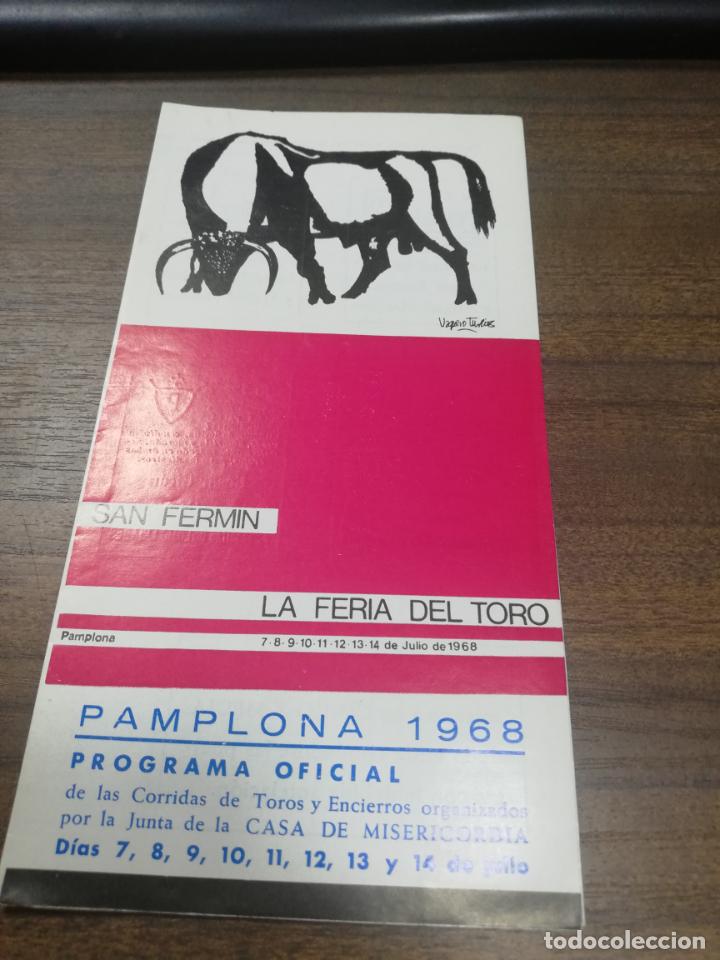 Vaquero Turcios
SAN FERMIN
LA FERIA DEL TORO
Pamplona 7-8-9-10-11-12-13-14 de Julio de 1968
PAMPLONA 1968
PROGRAMA OFICIAL
de las Corridas de Toros y Encierros organizados
por la Junta de la CASA DE MISERICORDIA
Días 7, 8, 9, 10, 11, 12, 13 y 14 de julio
todocoleccion